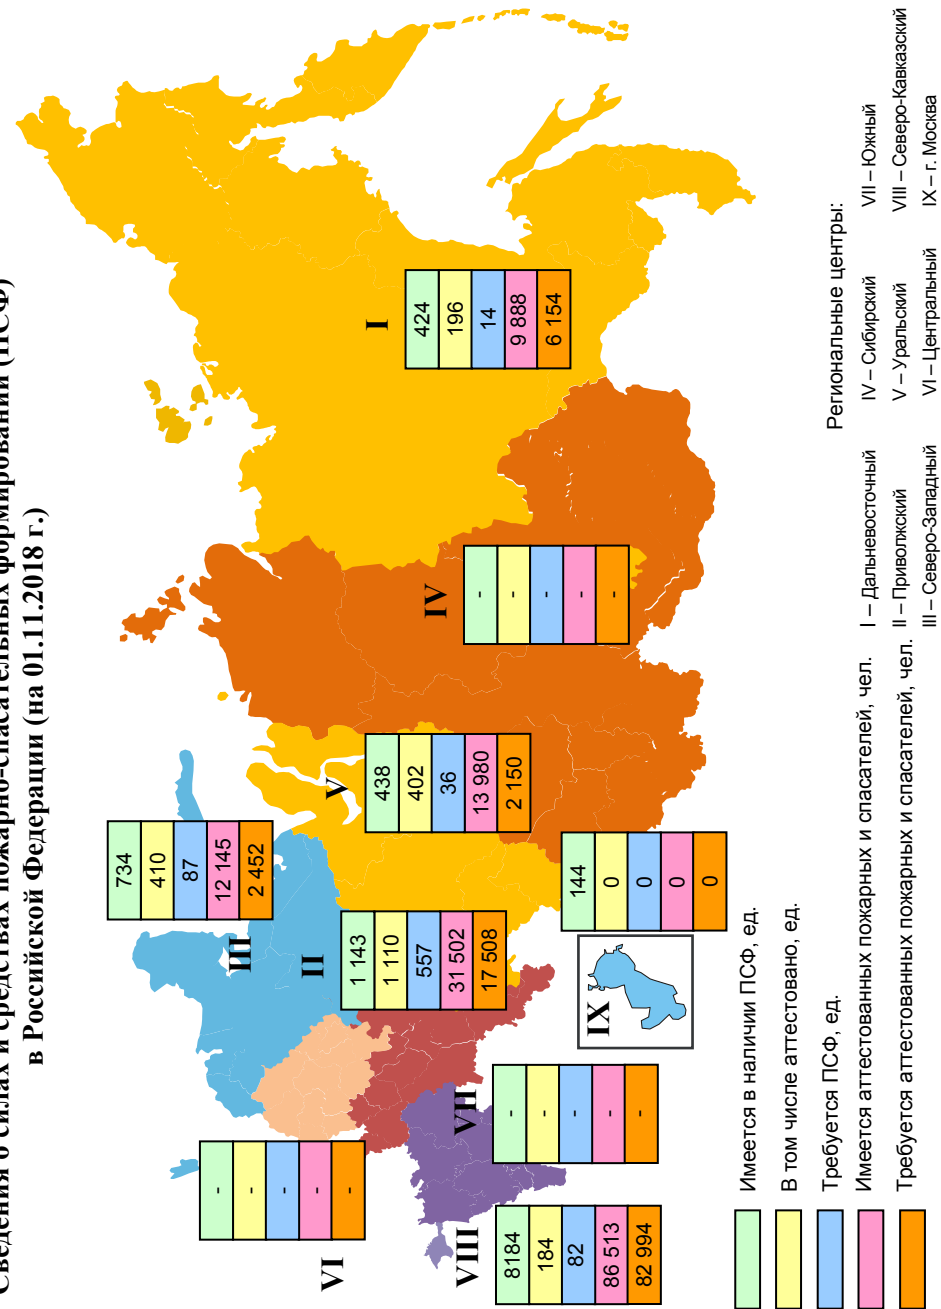 Сведения о силах и средствах пожарно-спасательных формирований (ПСФ)
в Российской Федерации (на 01.11.2018 г.)
VI
-
-
-
-
-
III
734
410
87
12 145
2 452
II
1 143
1 110
557
31 502
17 508
V
438
402
36
13 980
2 150
IV
-
-
-
-
-
I
424
196
14
9 888
6 154
VIII
8184
184
82
86 513
82 994
VII
-
-
-
-
-
IX
144
0
0
0
0
Имеется в наличии ПСФ, ед.
В том числе аттестовано, ед.
Требуется ПСФ, ед.
Имеется аттестованных пожарных и спасателей, чел.
Требуется аттестованных пожарных и спасателей, чел.
Региональные центры:
I – Дальневосточный
II – Приволжский
III – Северо-Западный
IV – Сибирский
V – Уральский
VI – Центральный
VII – Южный
VIII – Северо-Кавказский
IX – г. Москва